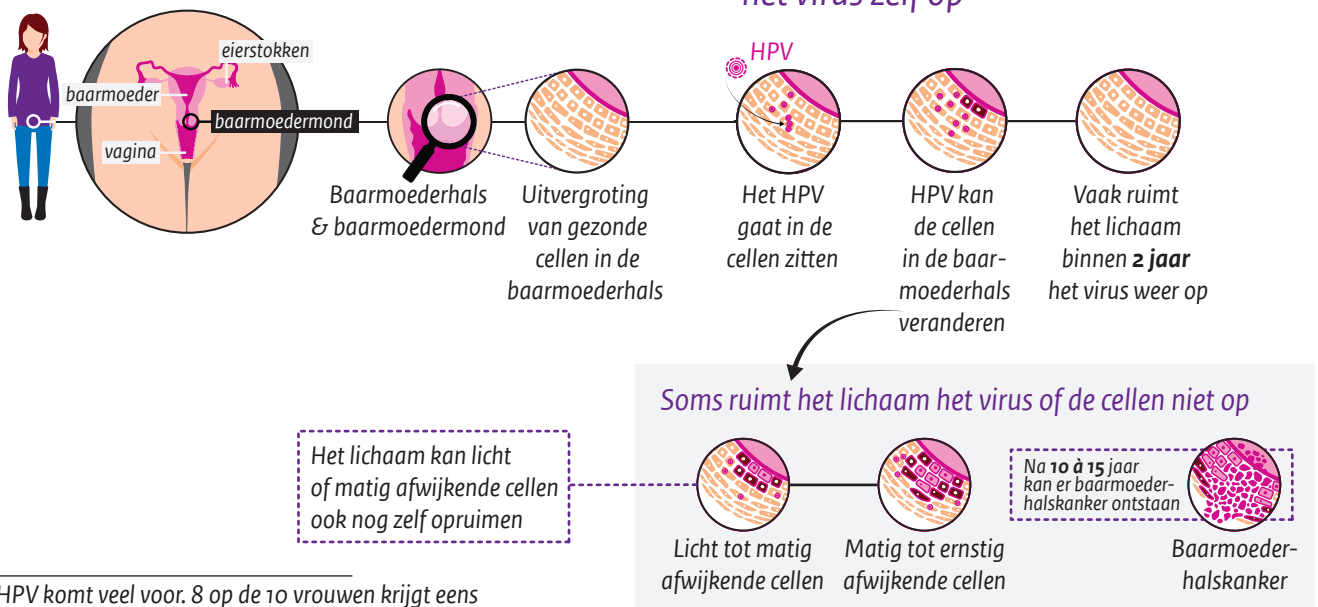 het virus zelf op
eierstokken
baarmoeder
baarmoedermond
vagina
Baarmoederhals
& baarmoedermond
Uitvergroting
van gezonde
cellen in de
baarmoederhals
HPV
Het HPV
gaat in de
cellen zitten
HPV kan
de cellen
in de baar-
moederhals
veranderen
Vaak ruimt
het lichaam
binnen 2 jaar
het virus weer op
Soms ruimt het lichaam het virus of de cellen niet op
Het lichaam kan licht
of matig afwijkende cellen
ook nog zelf opruimen
Licht tot matig
afwijkende cellen
Matig tot ernstig
afwijkende cellen
Na 10 à 15 jaar
kan er baarmoeder-
halskanker ontstaan
Baarmoeder-
halskanker
HPV komt veel voor. 8 op de 10 vrouwen krijgt eens